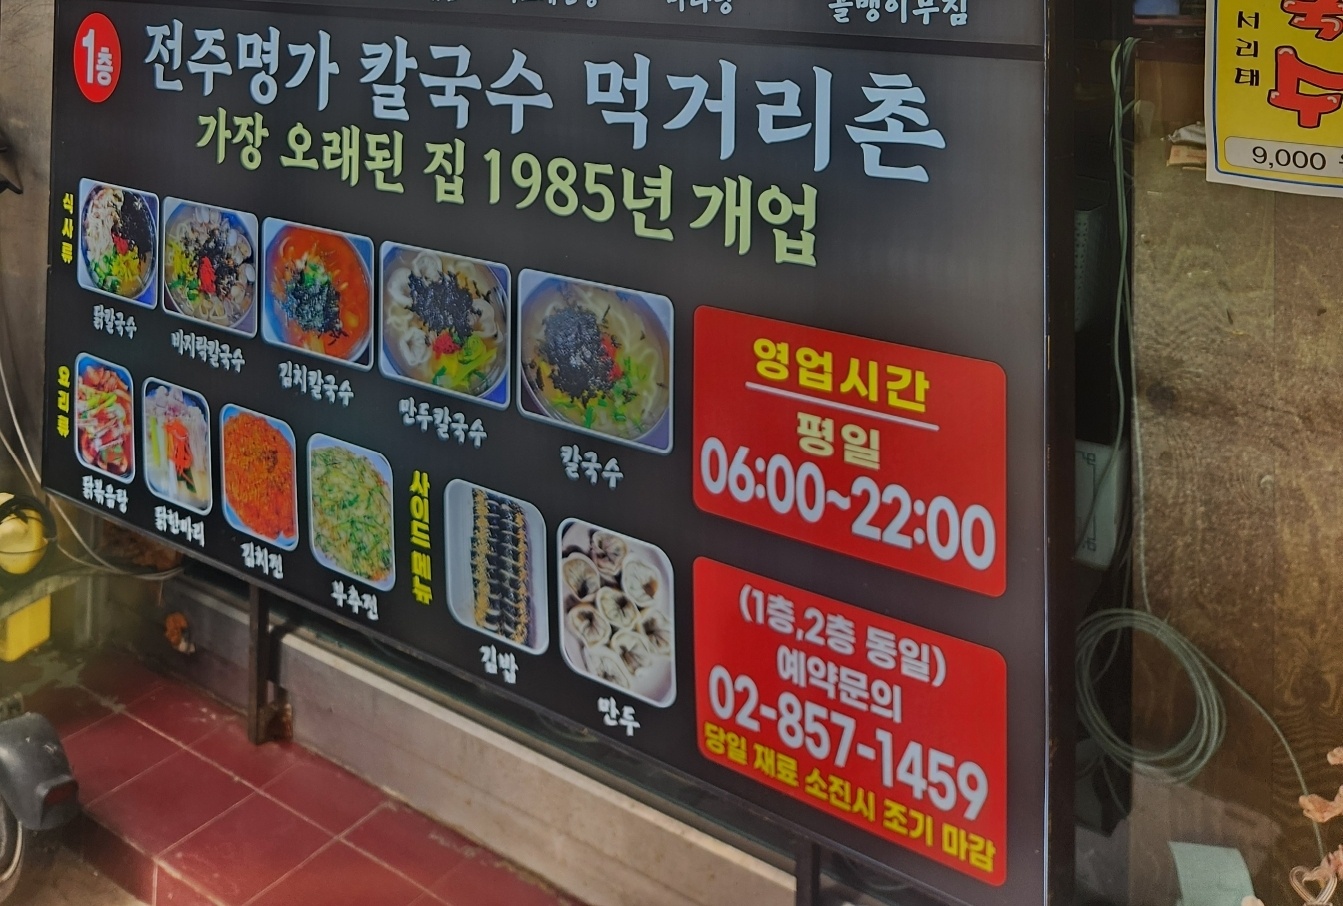 골뱅이무침
1층
전주명가 칼국수 먹거리촌
가장 오래된 집 1985년 개업
식사류
닭칼국수
바지락칼국수
김치칼국수
만두칼국수
칼국수
요리류
닭볶음탕
닭한마리
김치전
부추전
사이드 메뉴
김밥
만두
영업시간
평일
06:00~22:00
(1층,2층 동일)
예약문의
02-857-1459
당일 재료 소진시 조기 마감
서리태
9,000